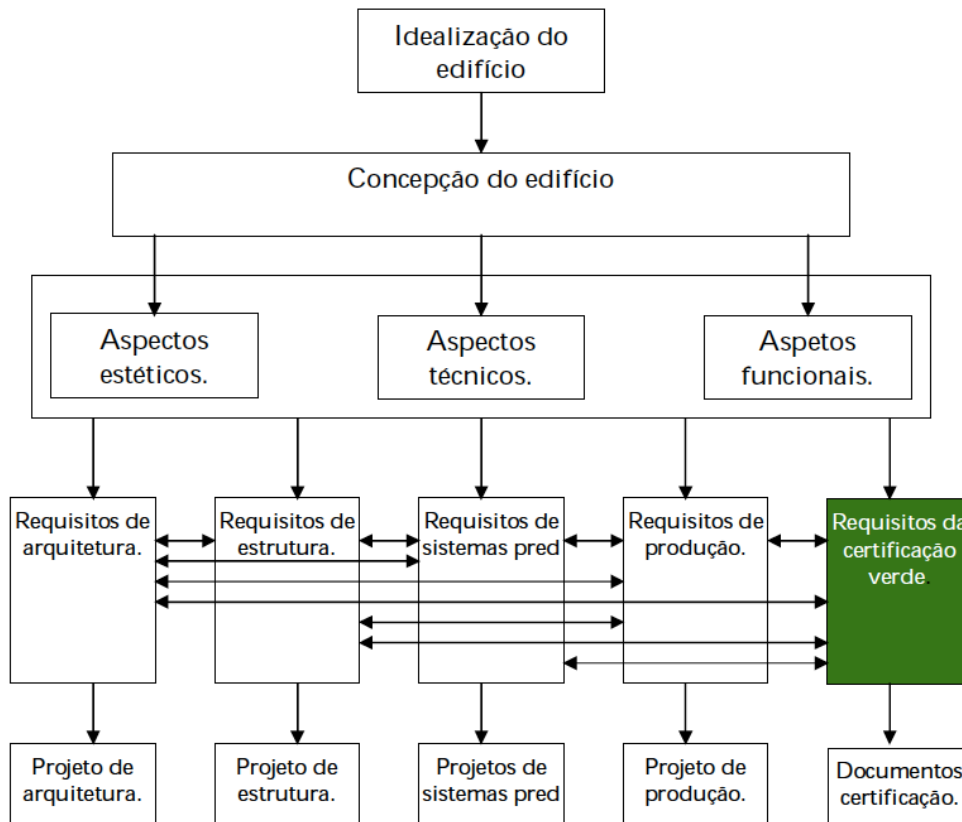 Idealização do
edifício
Concepção do edifício
Aspectos
estéticos.
Aspectos
técnicos.
Aspetos
funcionais.
Requisitos de
arquitetura.
Requisitos de
estrutura.
Requisitos de
sistemas pred
Requisitos de
produção.
Requisitos da
certificação
verde.
Projeto de
arquitetura.
Projeto de
estrutura.
Projetos de
sistemas pred
Projeto de
produção.
Documentos
certificação.